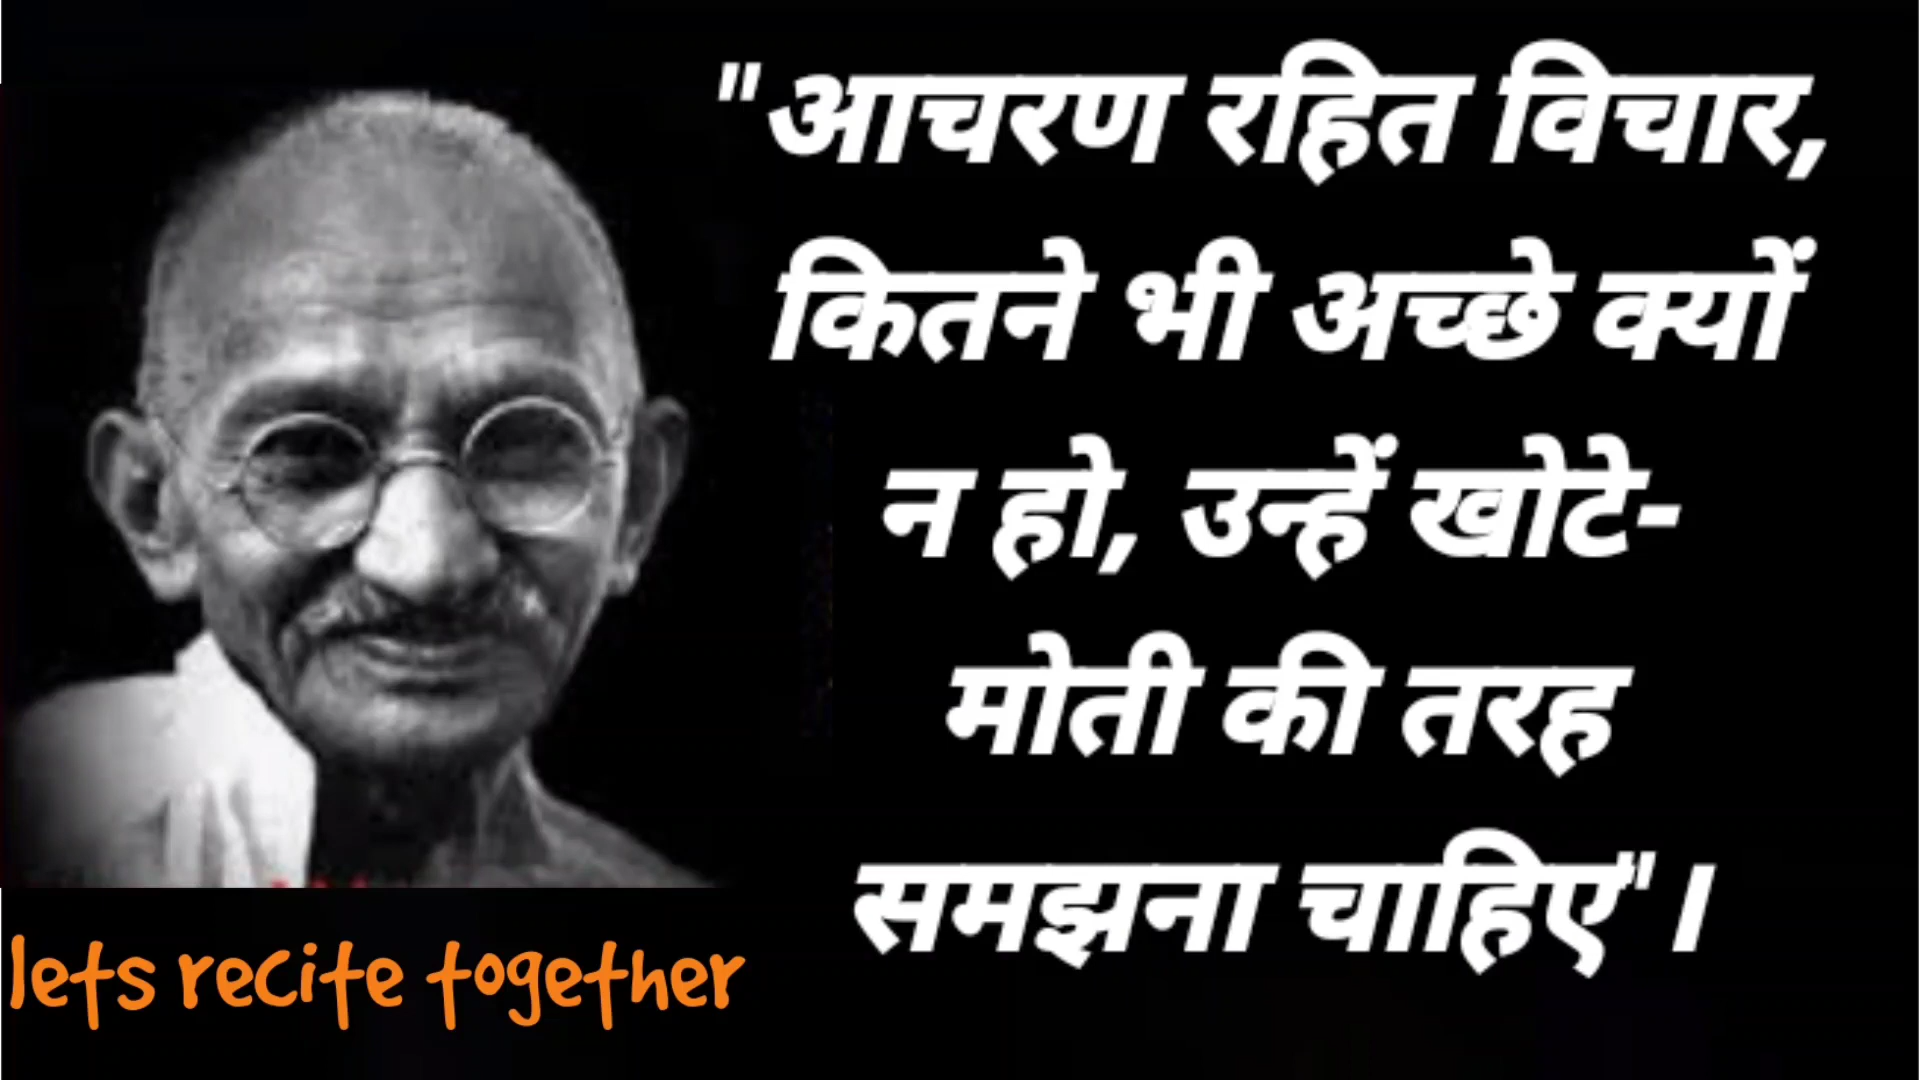 "आचरण रहित विचार,
कितने भी अच्छे क्यों
न हो, उन्हें खोटे-
मोती की तरह
समझना चाहिए"।
lets recite together